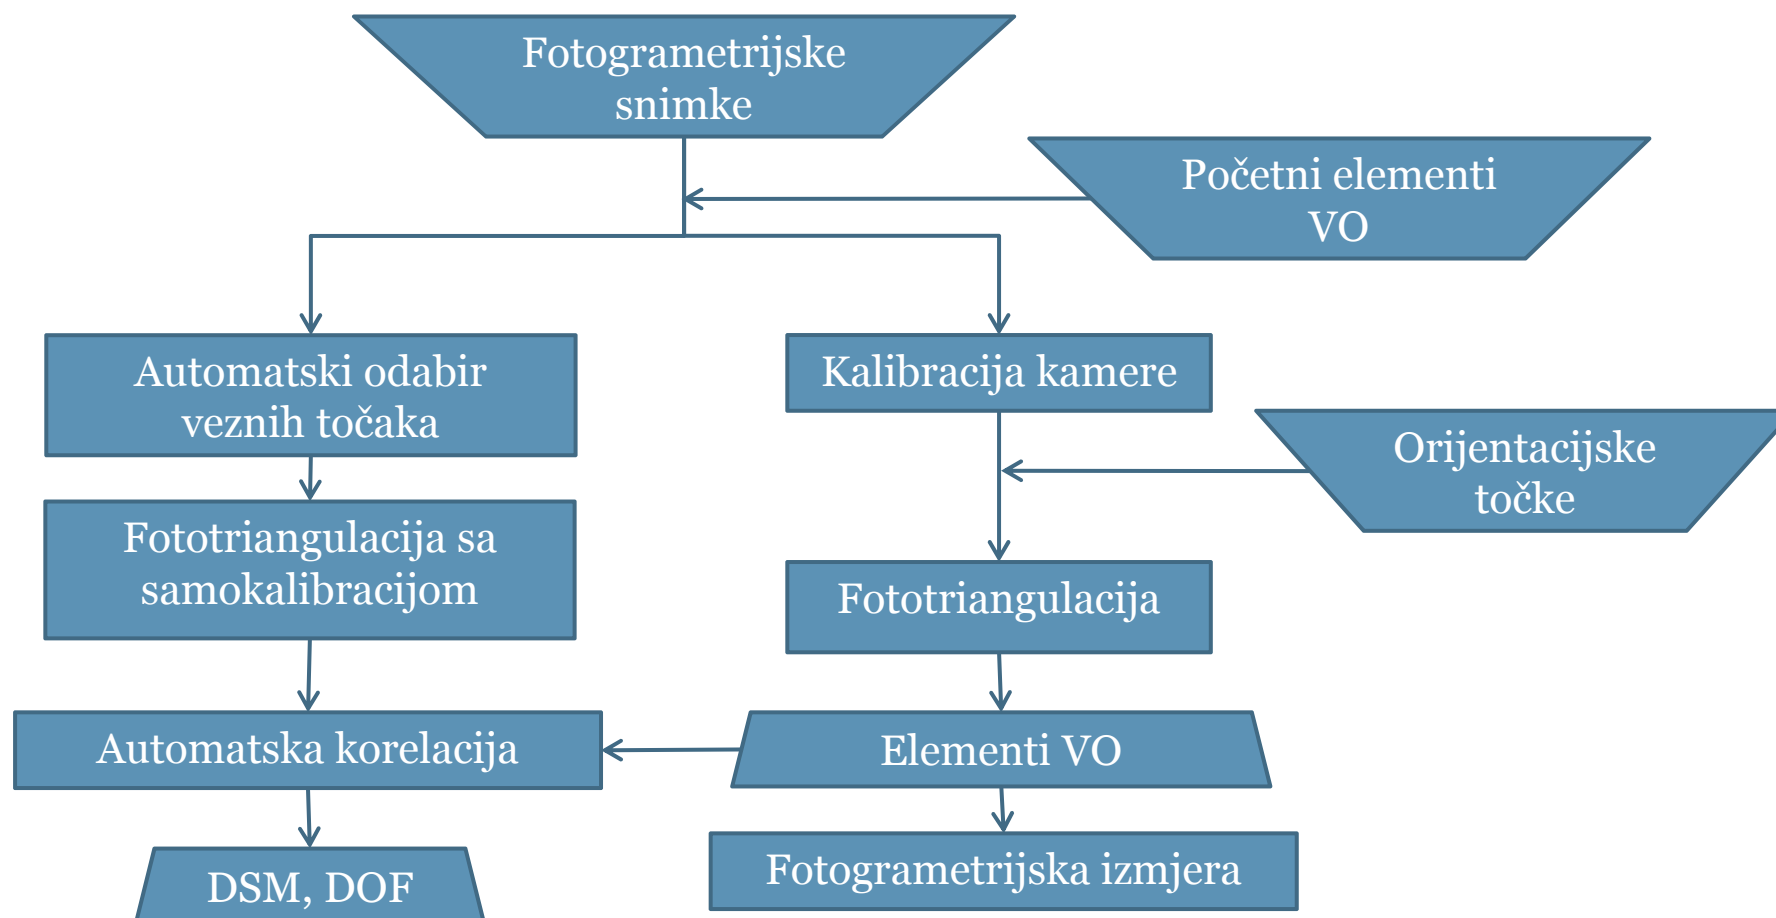 Fotogrametrijske
snimke
Početni elementi
VO
Automatski odabir
veznih točaka
Kalibracija kamere
Orijentacijske
točke
Fototriangulacija sa
samokalibracijom
Fototriangulacija
Automatska korelacija
Elementi VO
DSM, DOF
Fotogrametrijska izmjera